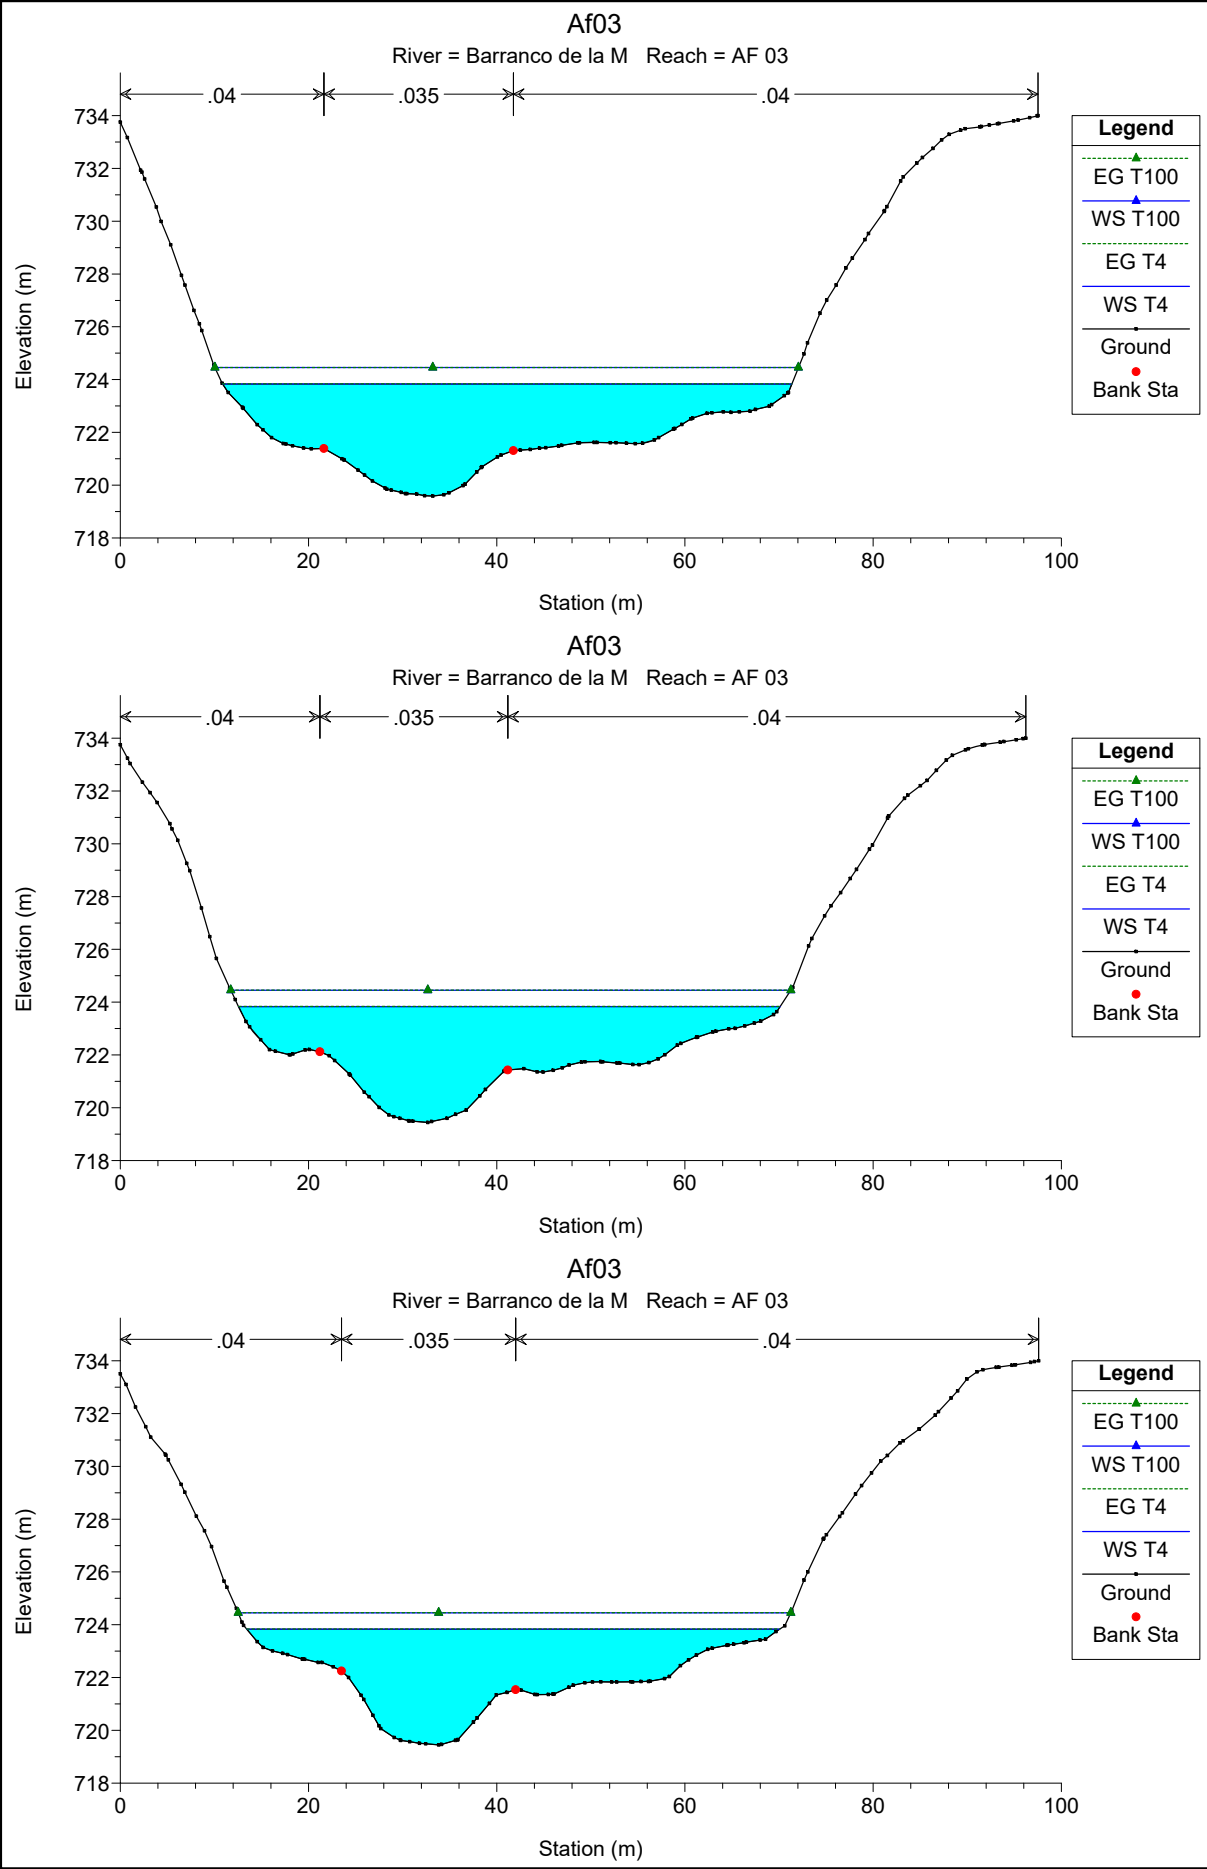 Af03
River = Barranco de la M   Reach = AF 03
.04 .035 .04
734
732
730
728
726
724
722
720
718
Elevation (m)
0 20 40 60 80 100
Station (m)
Legend
EG T100
WS T100
EG T4
WS T4
Ground
Bank Sta
Af03
River = Barranco de la M   Reach = AF 03
.04 .035 .04
734
732
730
728
726
724
722
720
718
Elevation (m)
0 20 40 60 80 100
Station (m)
Legend
EG T100
WS T100
EG T4
WS T4
Ground
Bank Sta
Af03
River = Barranco de la M   Reach = AF 03
.04 .035 .04
734
732
730
728
726
724
722
720
718
Elevation (m)
0 20 40 60 80 100
Station (m)
Legend
EG T100
WS T100
EG T4
WS T4
Ground
Bank Sta